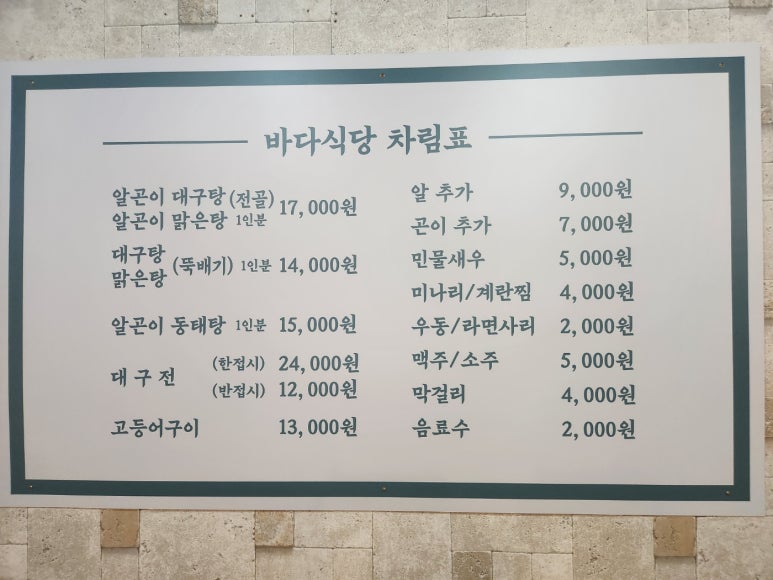 바다식당 차림표
알곤이 대구탕(전골)
알곤이 맑은탕 1인분 17,000원
대구탕
맑은탕 (뚝배기) 1인분 14,000원
알곤이 동태탕 1인분 15,000원
대구전 (한접시) 24,000원
(반접시) 12,000원
고등어구이 13,000원
알 추가 9,000원
곤이 추가 7,000원
민물새우 5,000원
미나리/계란찜 4,000원
우동/라면사리 2,000원
맥주/소주 5,000원
막걸리 4,000원
음료수 2,000원